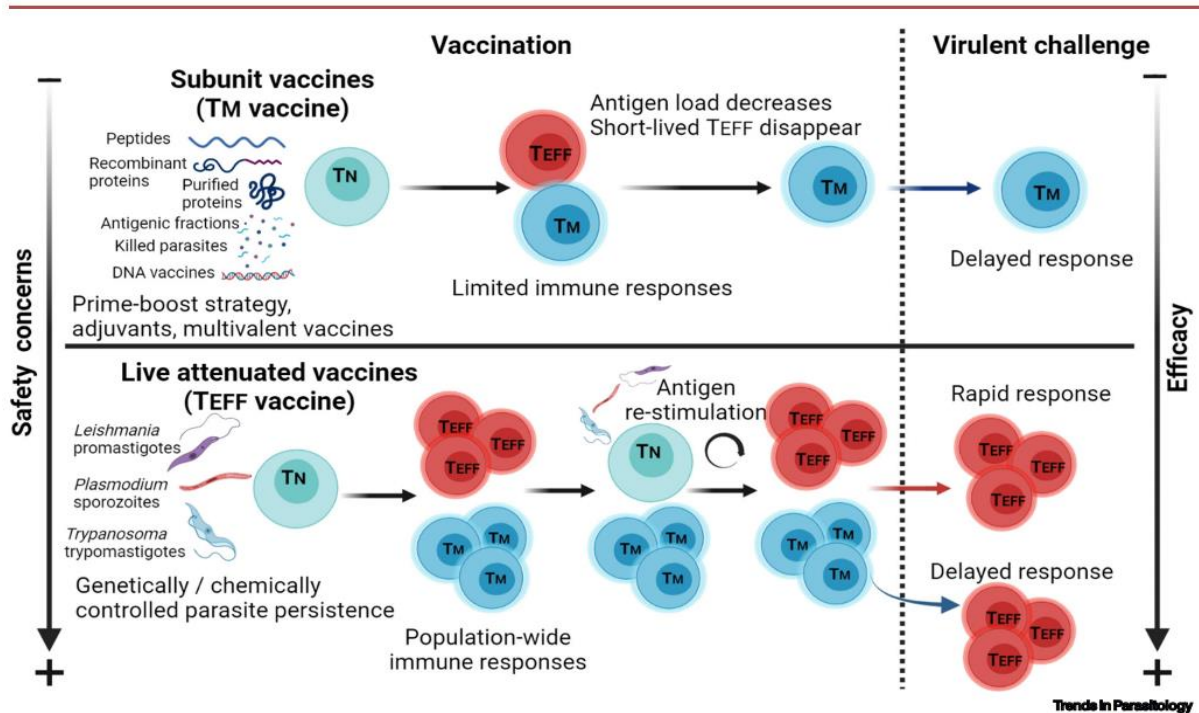 Vaccination
Virulent challenge
−
−
Subunit vaccines
(TM vaccine)
Peptides
Recombinant
proteins
Purified
proteins
Antigenic fractions
Killed parasites
DNA vaccines
Prime-boost strategy,
adjuvants, multivalent vaccines
TN
TEFF
TM
Limited immune responses
Antigen load decreases
Short-lived TEFF disappear
TM
TM
Delayed response
Safety concerns
Efficacy
Live attenuated vaccines
(TEFF vaccine)
Leishmania
promastigotes
Plasmodium
sporozoites
Trypanosoma
trypomastigotes
Genetically / chemically
controlled parasite persistence
TN
TEFF
TEFF
TEFF
TM
TM
TM
Population-wide
immune responses
Antigen
re-stimulation
TN
TM
TM
TM
TEFF
TEFF
TEFF
TM
TM
TM
Rapid response
TEFF
TEFF
TEFF
Delayed response
TEFF
TEFF
TEFF
+
+
Trends in Parasitology